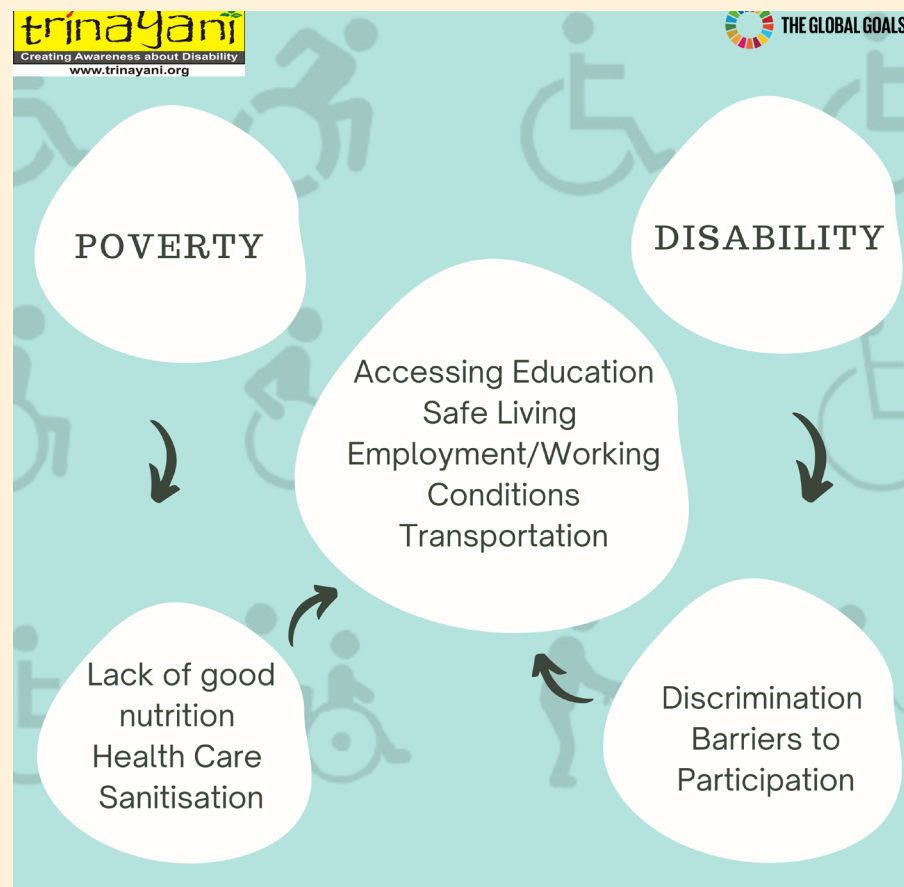 trinayani
Creating Awareness about Disability
www.trinayani.org
THE GLOBAL GOALS
POVERTY
DISABILITY
Accessing Education
Safe Living
Employment/Working
Conditions
Transportation
Lack of good
nutrition
Health Care
Sanitisation
Discrimination
Barriers to
Participation